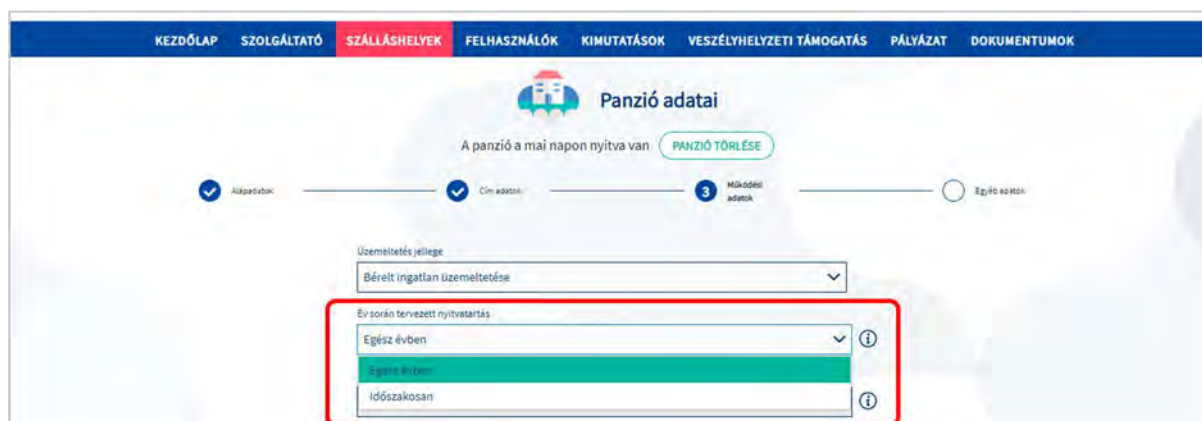 KEZDŐLAP SZOLGÁLTATÓ SZÁLLÁSHELYEK FELHASZNÁLÓK KIMUTATÁSOK VESZÉLYHELYZETI TÁMOGATÁS PÁLYÁZAT DOKUMENTUMOK
Panzió adatai
A panzió a mai napon nyitva van PANZIÓ TÖRLÉSE
Alapadatok Cím adatok 3 Működési adatok Egyéb adatok
Üzemeltetés jellege
Bérelt ingatlan üzemeltetése
Év során tervezett nyitvatartás
Egész évben
Egész évben
Időszakosan